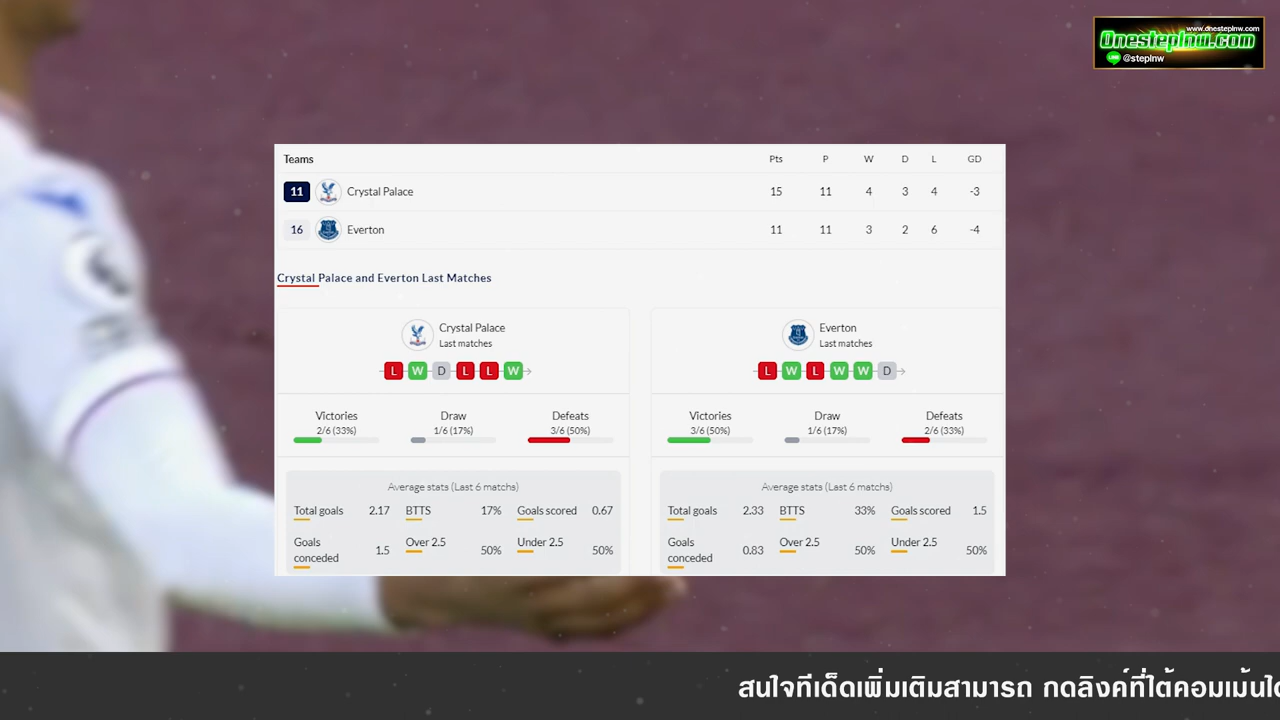 www.onestepinw.com
Onestepinw.com
@stepinw
Teams Pts P W D L GD
11 Crystal Palace 15 11 4 3 4 -3
16 Everton 11 11 3 2 6 -4
Crystal Palace and Everton Last Matches
Crystal Palace
Last matches
L W D L L W
Victories Draw Defeats
2/6 (33%) 1/6 (17%) 3/6 (50%)
Average stats (Last 6 matchs)
Total goals 2.17 BTTS 17% Goals scored 0.67
Goals conceded 1.5 Over 2.5 50% Under 2.5 50%
Everton
Last matches
L W L W W D
Victories Draw Defeats
3/6 (50%) 1/6 (17%) 2/6 (33%)
Average stats (Last 6 matchs)
Total goals 2.33 BTTS 33% Goals scored 1.5
Goals conceded 0.83 Over 2.5 50% Under 2.5 50%
สนใจทีเด็ดเพิ่มเติมสามารถ กดลิงค์ที่ใต้คอมเม้นได